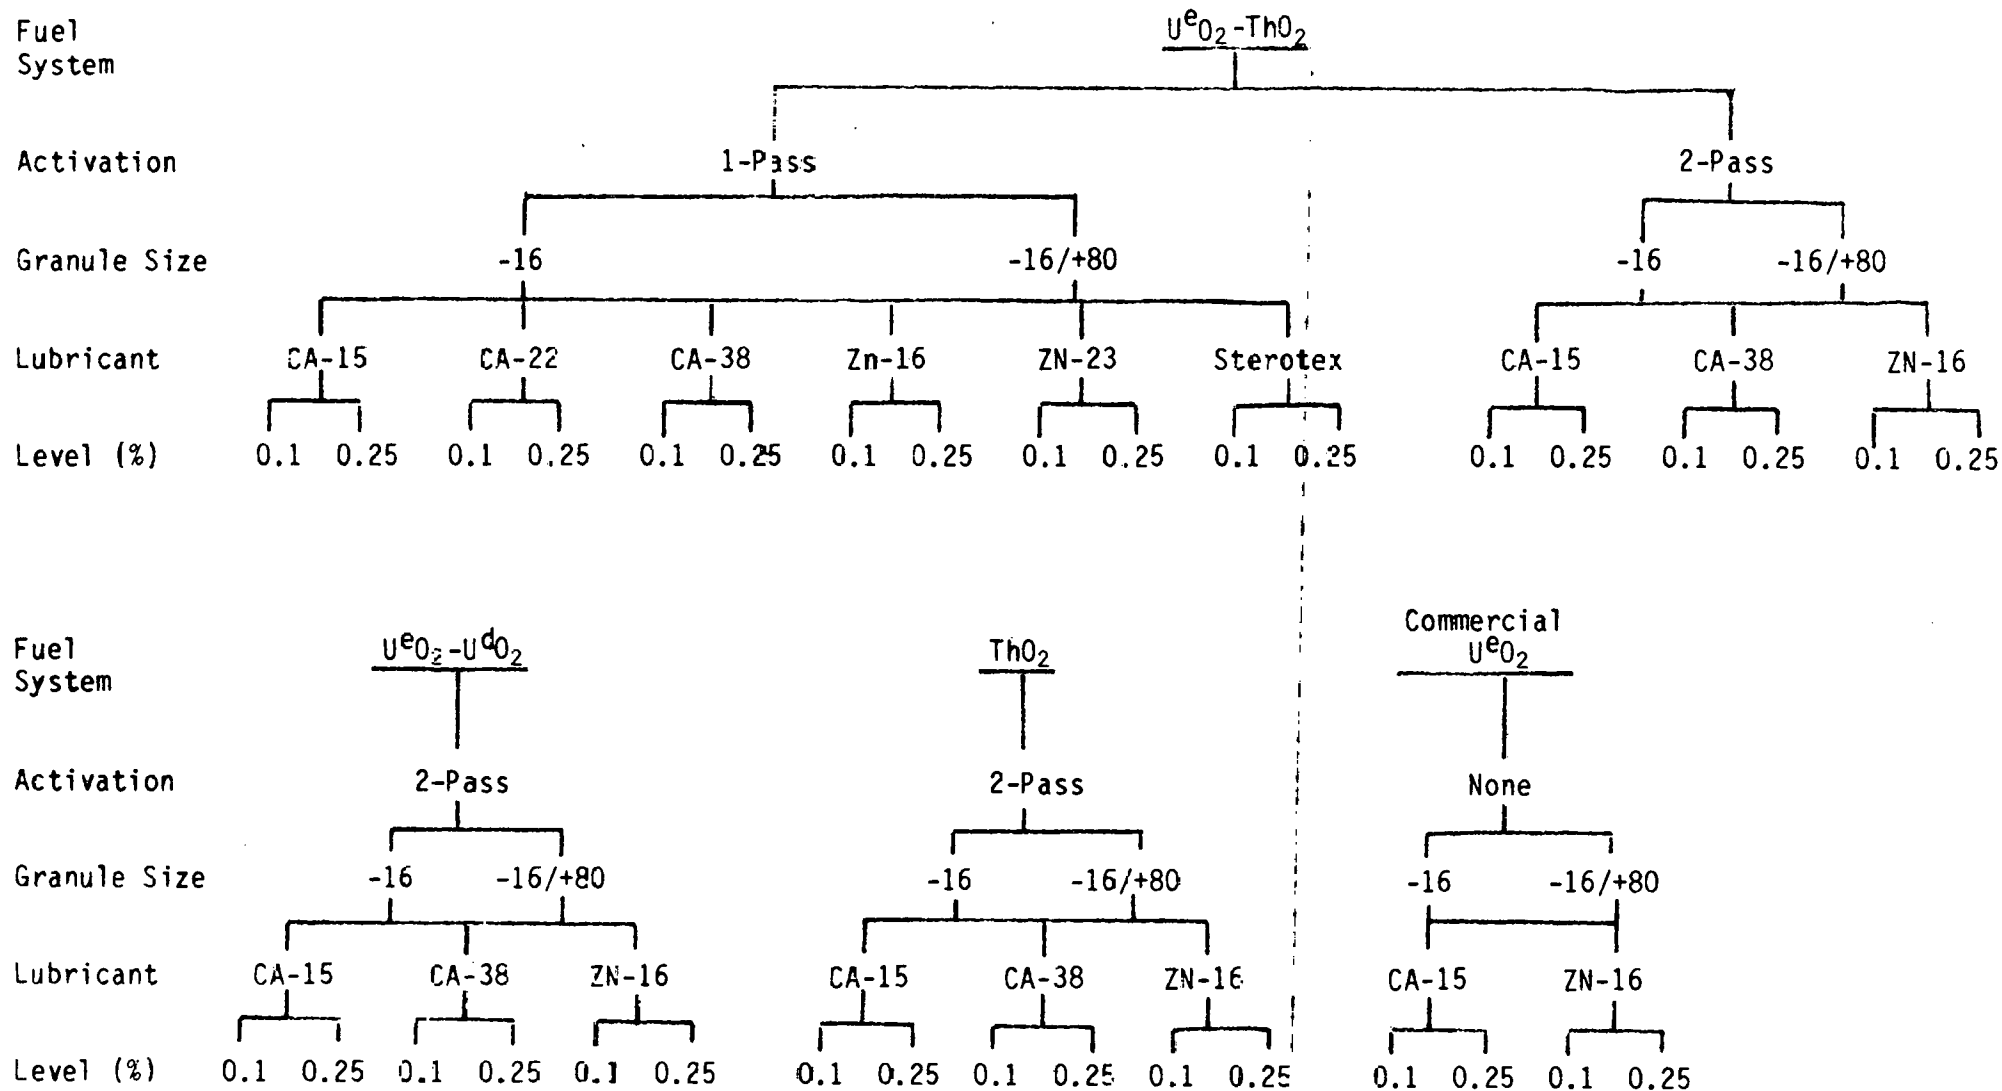 Fuel System UᵉO₂-ThO₂
Activation 1-Pass 2-Pass
Granule Size -16 -16/+80 -16 -16/+80
Lubricant CA-15 CA-22 CA-38 Zn-16 ZN-23 Sterotex CA-15 CA-38 ZN-16
Level (%) 0.1 0.25 0.1 0.25 0.1 0.25 0.1 0.25 0.1 0.25 0.1 0.25 0.1 0.25 0.1 0.25 0.1 0.25
Fuel System UᵉO₂-UᵈO₂ ThO₂ Commercial UᵉO₂
Activation 2-Pass 2-Pass None
Granule Size -16 -16/+80 -16 -16/+80 -16 -16/+80
Lubricant CA-15 CA-38 ZN-16 CA-15 CA-38 ZN-16 CA-15 ZN-16
Level (%) 0.1 0.25 0.1 0.25 0.1 0.25 0.1 0.25 0.1 0.25 0.1 0.25 0.1 0.25 0.1 0.25